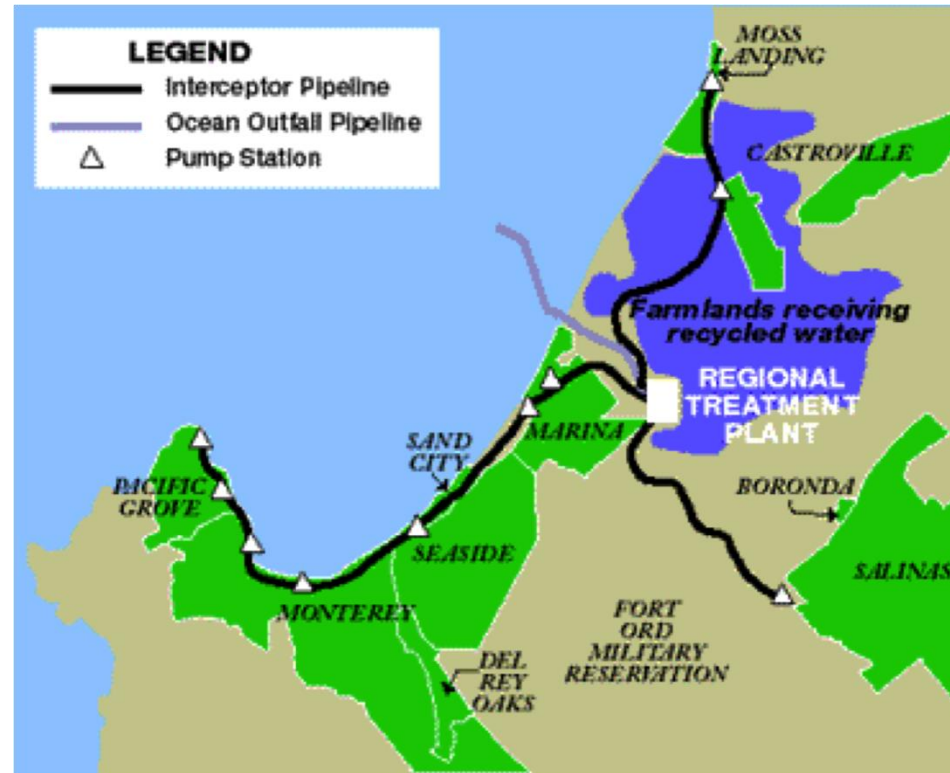 LEGEND
Interceptor Pipeline
Ocean Outfall Pipeline
Pump Station
MOSS
LANDING
CASTROVILLE
Farmlands receiving
recycled water
REGIONAL
TREATMENT
PLANT
MARINA
SAND
CITY
PACIFIC
GROVE
BORONDA
SEASIDE
SALINAS
MONTEREY
FORT
ORD
MILITARY
RESERVATION
DEL
REY
OAKS